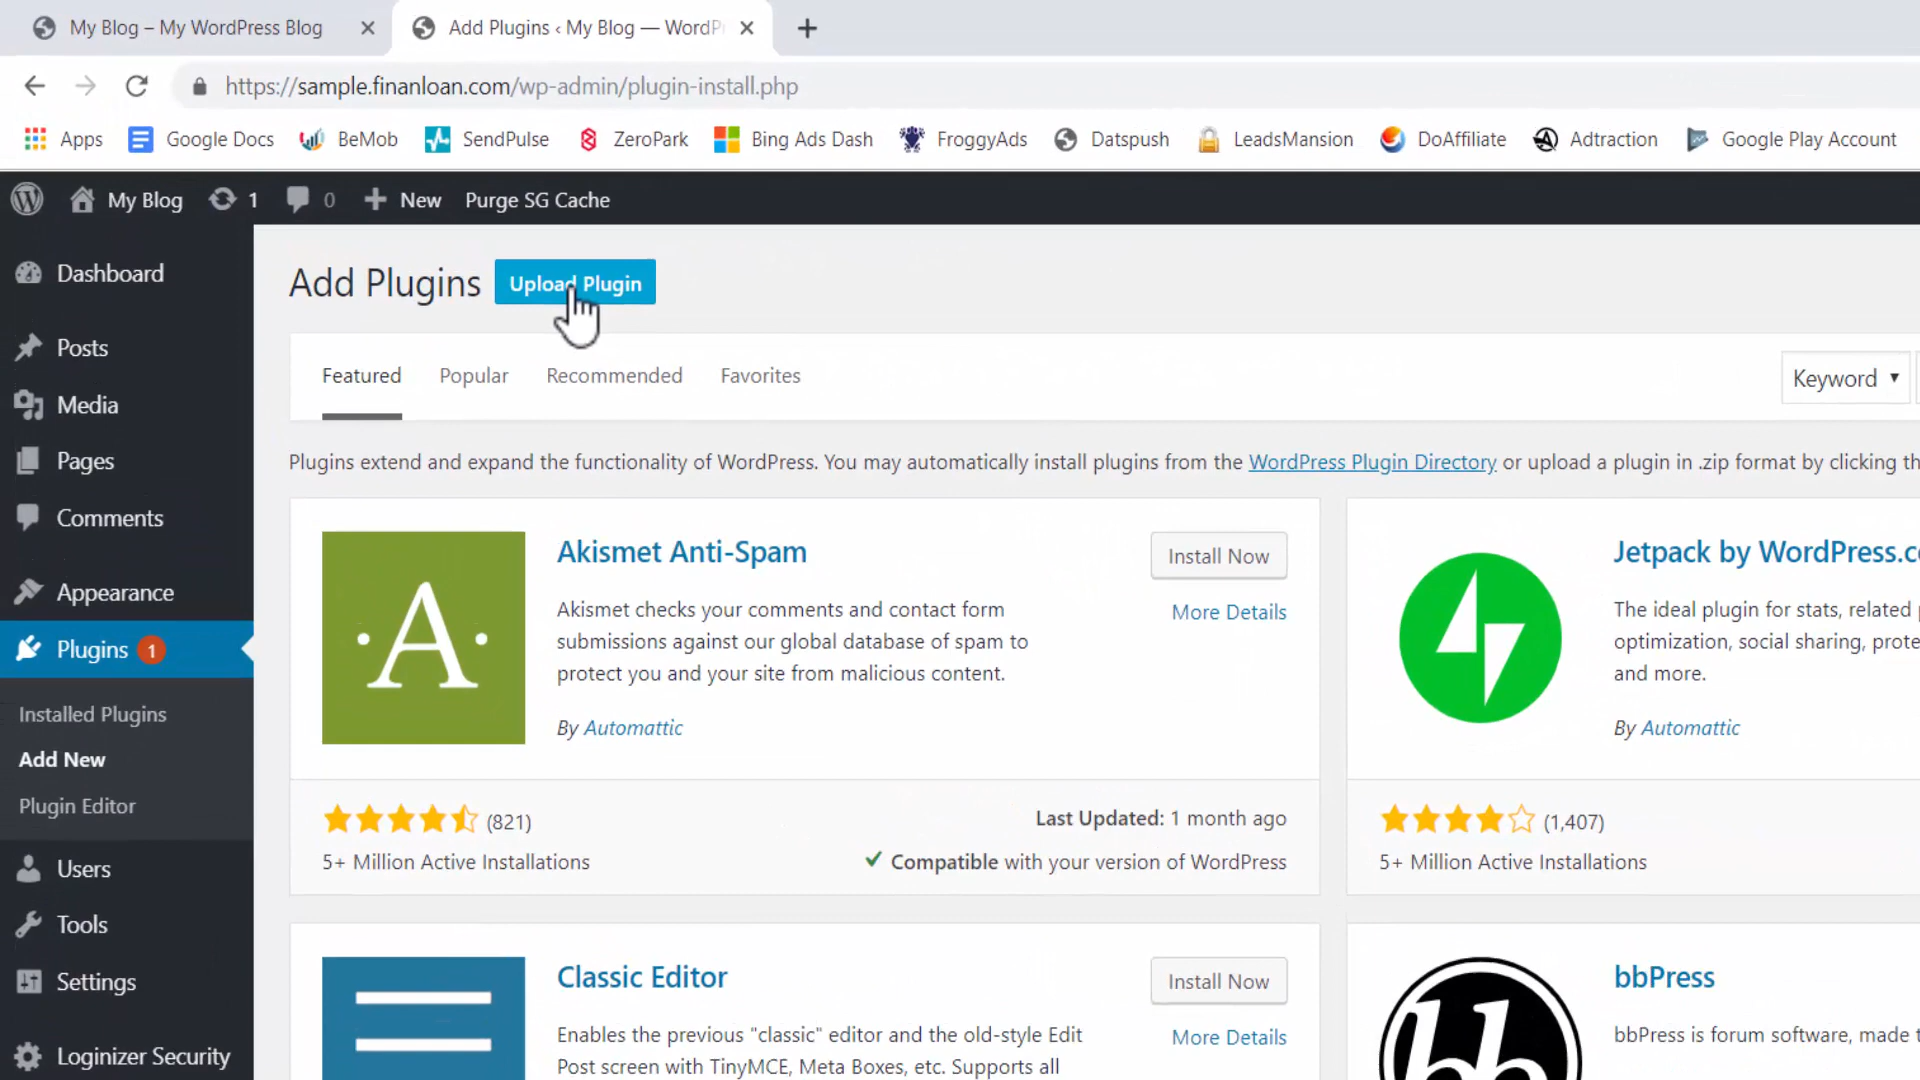 My Blog – My WordPress Blog
Add Plugins ‹ My Blog — WordP
https://sample.finanloan.com/wp-admin/plugin-install.php
Apps
Google Docs
BeMob
SendPulse
ZeroPark
Bing Ads Dash
FroggyAds
Datspush
LeadsMansion
DoAffiliate
Adtraction
Google Play Account
My Blog
1
0
New
Purge SG Cache
Dashboard
Posts
Media
Pages
Comments
Appearance
Plugins 1
Installed Plugins
Add New
Plugin Editor
Users
Tools
Settings
Loginizer Security
Add Plugins
Upload Plugin
Featured
Popular
Recommended
Favorites
Keyword
Plugins extend and expand the functionality of WordPress. You may automatically install plugins from the WordPress Plugin Directory or upload a plugin in .zip format by clicking th
A
Akismet Anti-Spam
Install Now
More Details
Akismet checks your comments and contact form
submissions against our global database of spam to
protect you and your site from malicious content.
By Automattic
(821)
5+ Million Active Installations
Last Updated: 1 month ago
Compatible with your version of WordPress
Jetpack by WordPress.c
The ideal plugin for stats, related
optimization, social sharing, prote
and more.
By Automattic
(1,407)
5+ Million Active Installations
Classic Editor
Install Now
More Details
Enables the previous "classic" editor and the old-style Edit
Post screen with TinyMCE, Meta Boxes, etc. Supports all
bb
bbPress
bbPress is forum software, made